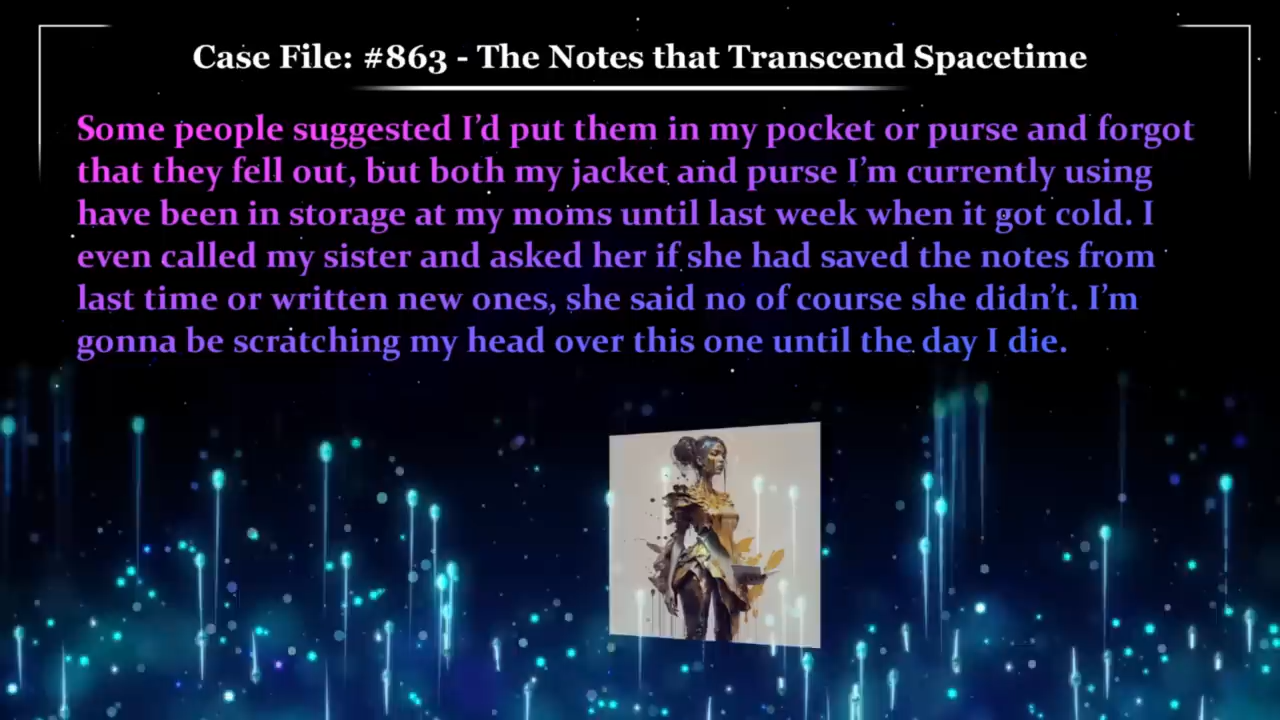 Case File: #863 - The Notes that Transcend Spacetime
Some people suggested I’d put them in my pocket or purse and forgot
that they fell out, but both my jacket and purse I’m currently using
have been in storage at my moms until last week when it got cold. I
even called my sister and asked her if she had saved the notes from
last time or written new ones, she said no of course she didn’t. I’m
gonna be scratching my head over this one until the day I die.